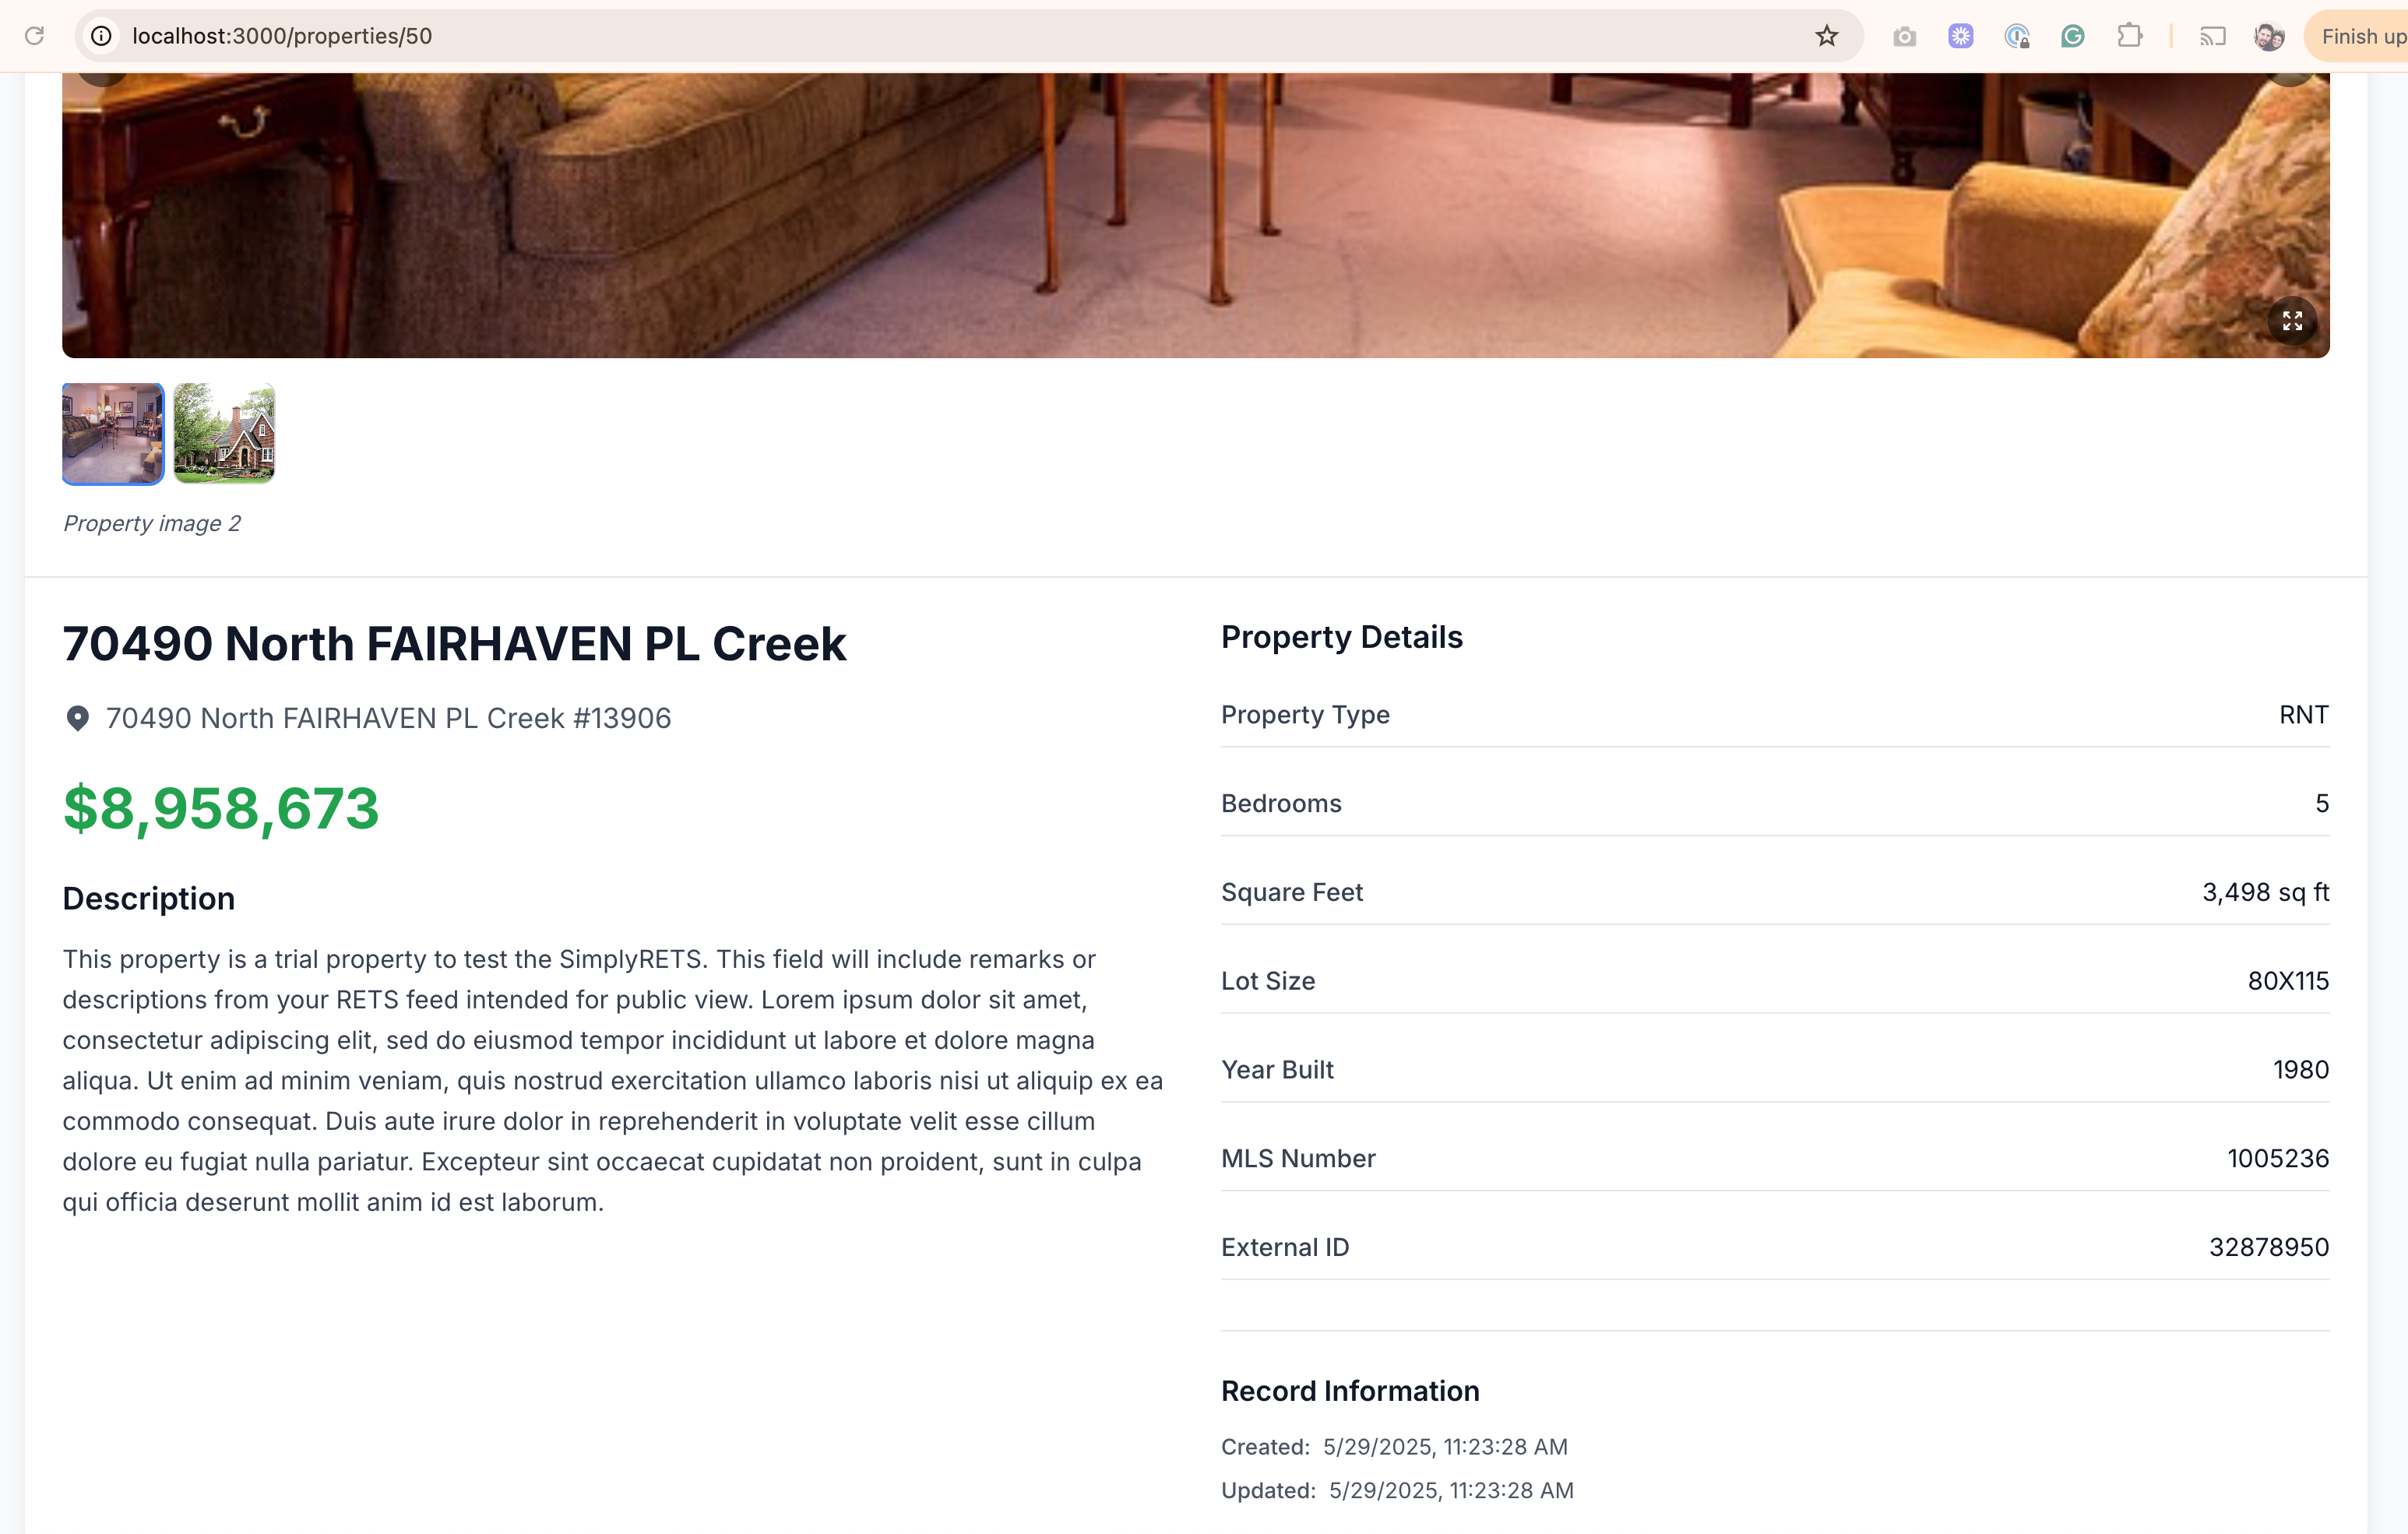 localhost:3000/properties/50
Finish up
Property image 2
70490 North FAIRHAVEN PL Creek
70490 North FAIRHAVEN PL Creek #13906
$8,958,673
Description
This property is a trial property to test the SimplyRETS. This field will include remarks or
descriptions from your RETS feed intended for public view. Lorem ipsum dolor sit amet,
consectetur adipiscing elit, sed do eiusmod tempor incididunt ut labore et dolore magna
aliqua. Ut enim ad minim veniam, quis nostrud exercitation ullamco laboris nisi ut aliquip ex ea
commodo consequat. Duis aute irure dolor in reprehenderit in voluptate velit esse cillum
dolore eu fugiat nulla pariatur. Excepteur sint occaecat cupidatat non proident, sunt in culpa
qui officia deserunt mollit anim id est laborum.
Property Details
Property Type RNT
Bedrooms 5
Square Feet 3,498 sq ft
Lot Size 80X115
Year Built 1980
MLS Number 1005236
External ID 32878950
Record Information
Created: 5/29/2025, 11:23:28 AM
Updated: 5/29/2025, 11:23:28 AM